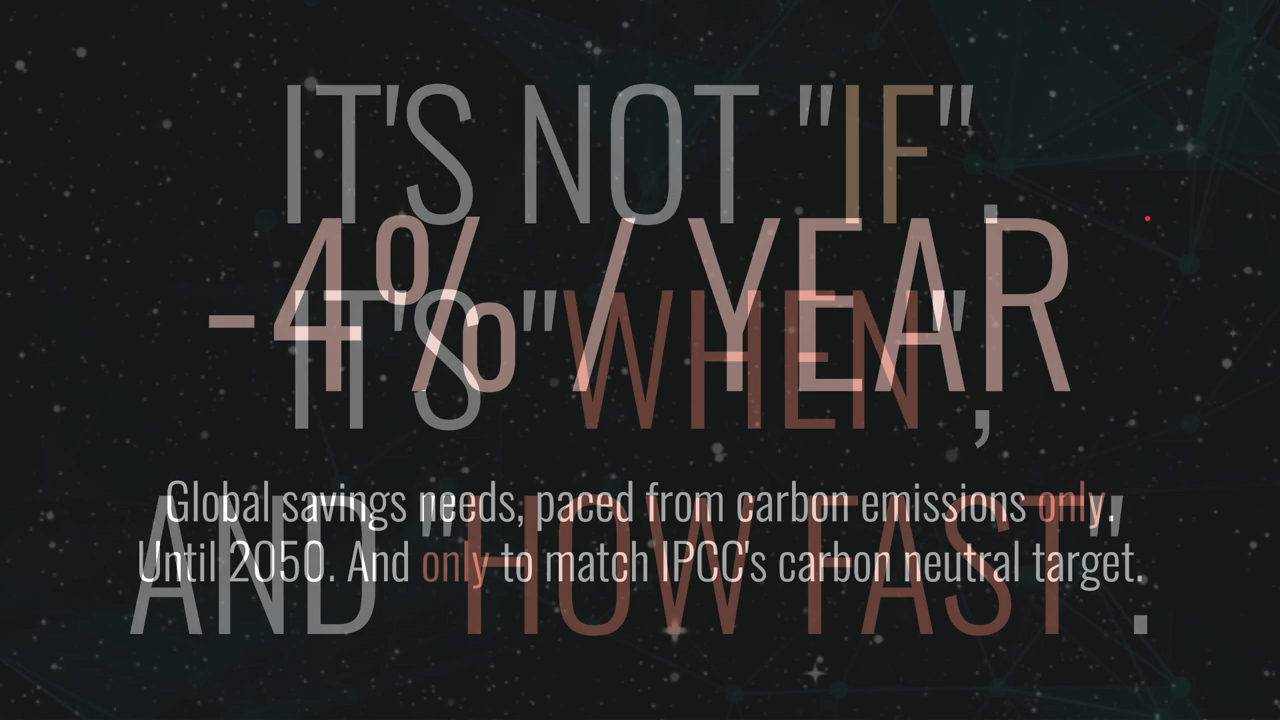 IT'S NOT "IF",
-4% / YEAR
IT'S "WHEN",
Global savings needs, paced from carbon emissions only.
Until 2050. And only to match IPCC's carbon neutral target.
AND "HOW FAST".